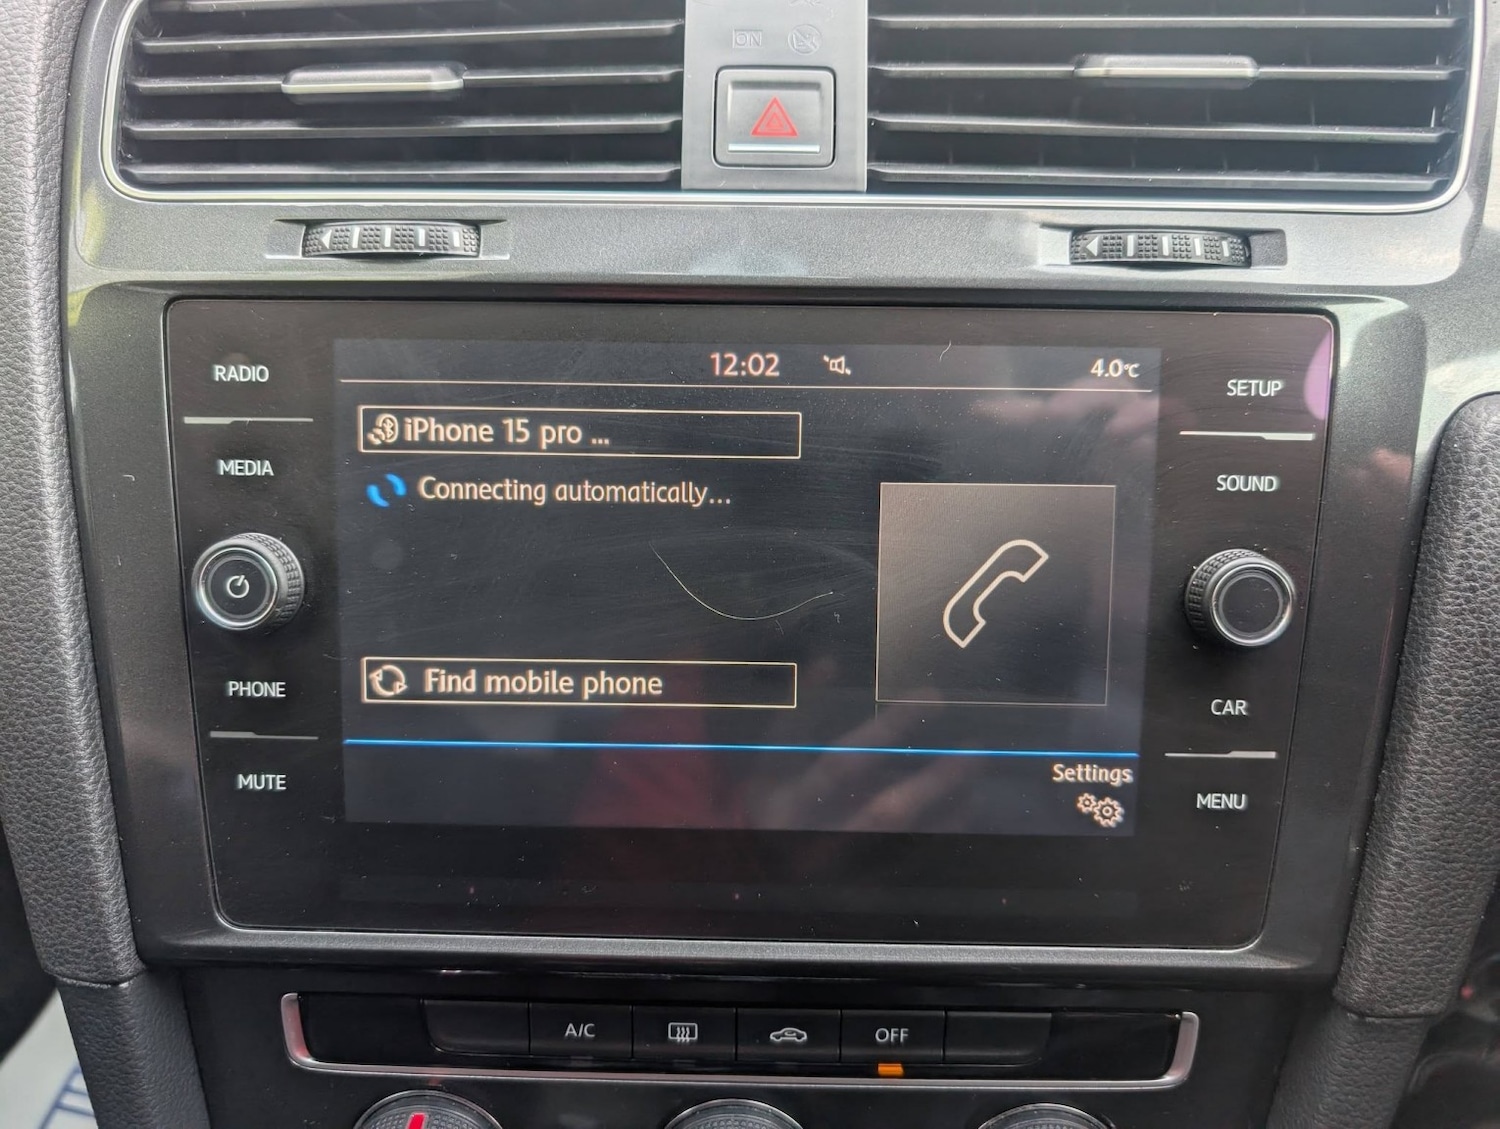 ON
RADIO
MEDIA
PHONE
MUTE
12:02
4.0°C
iPhone 15 pro ...
Connecting automatically...
Find mobile phone
Settings
SETUP
SOUND
CAR
MENU
A/C
OFF